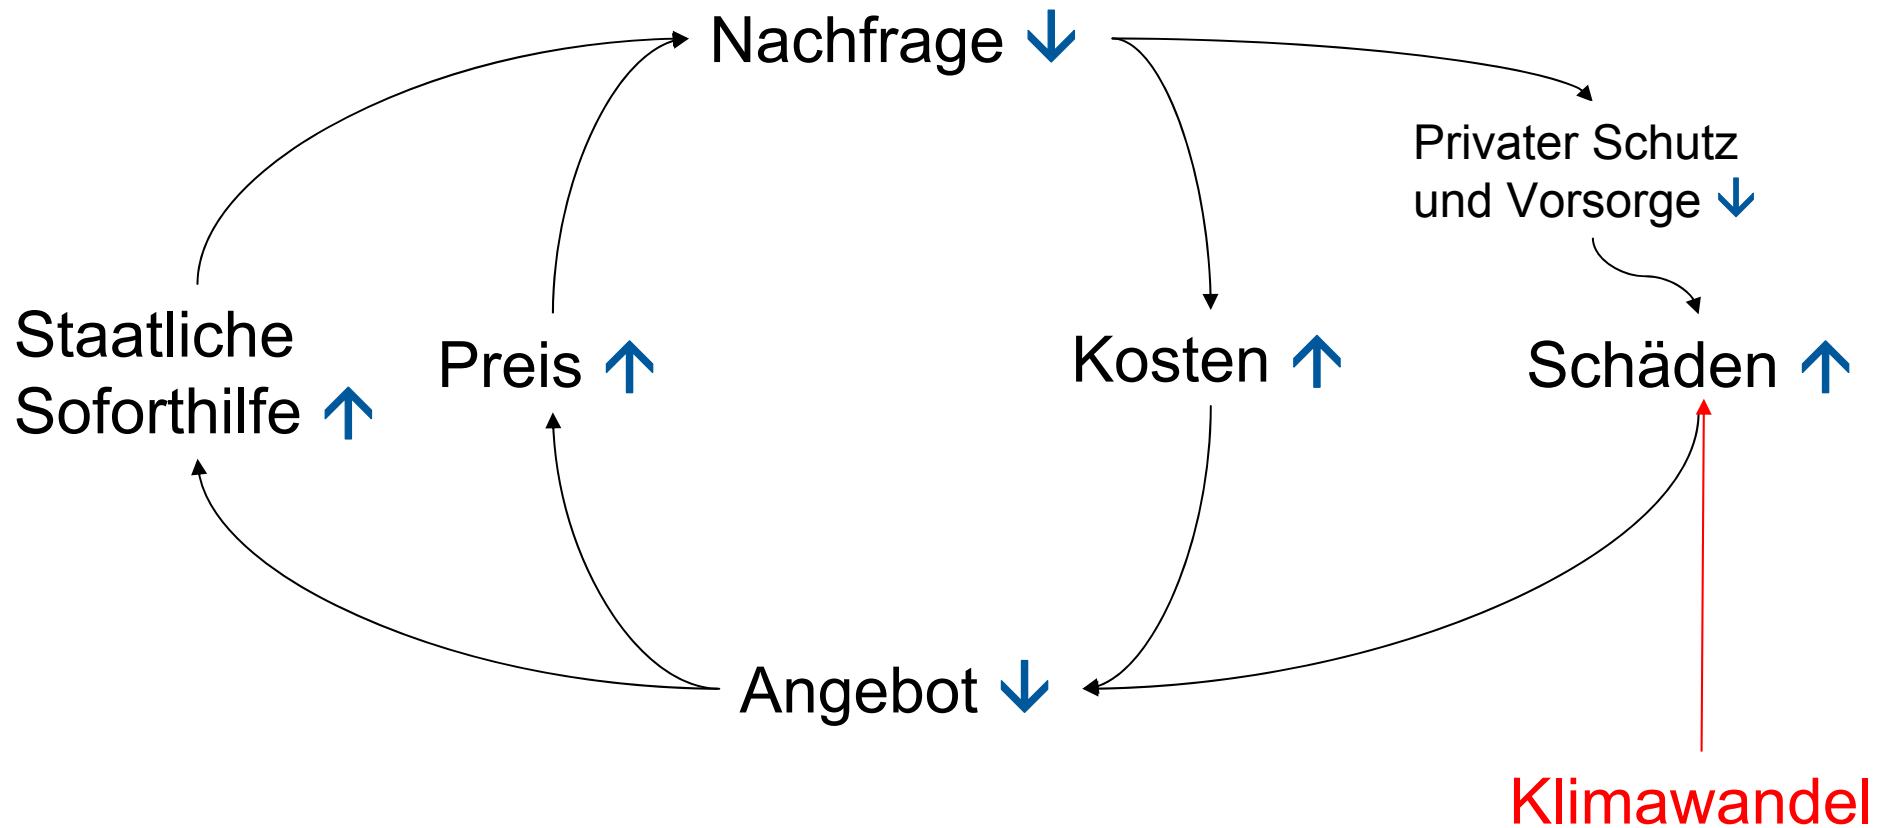 Nachfrage ↓
Privater Schutz
und Vorsorge ↓
Staatliche
Soforthilfe ↑
Preis ↑
Kosten ↑
Schäden ↑
Angebot ↓
Klimawandel